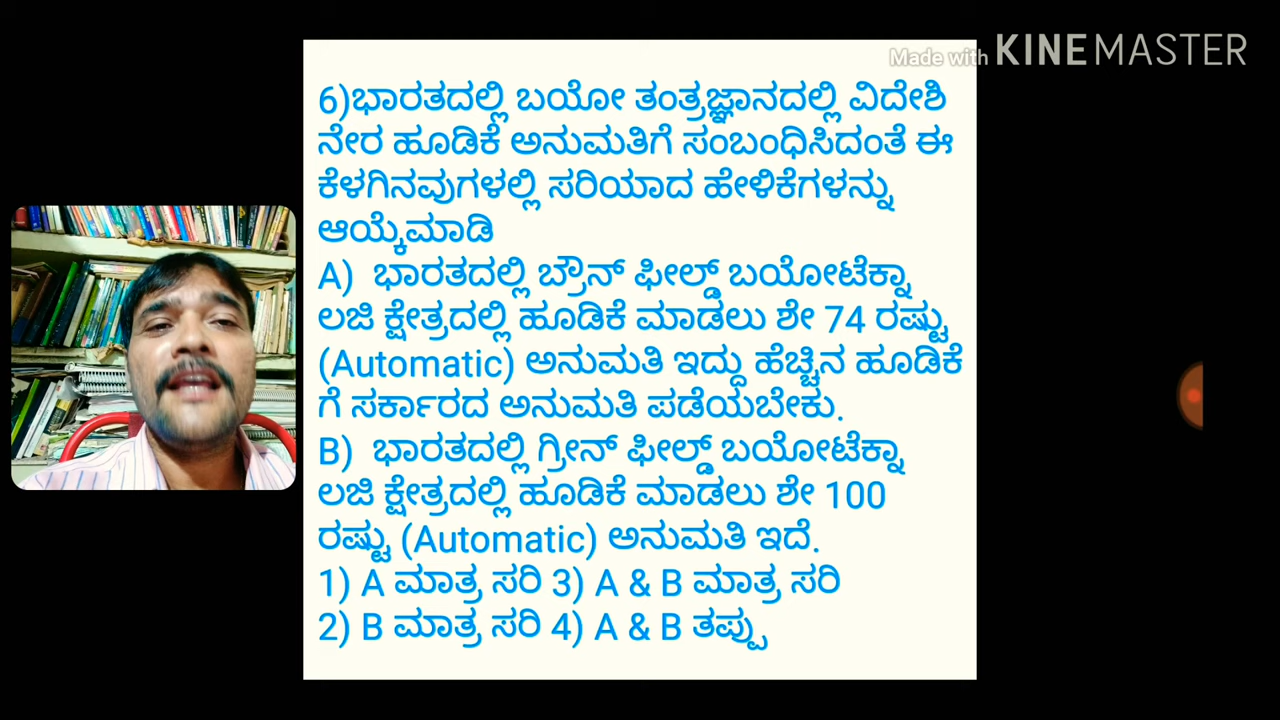 Made with KINEMASTER
6)ಭಾರತದಲ್ಲಿ ಬಯೋ ತಂತ್ರಜ್ಞಾನದಲ್ಲಿ ವಿದೇಶಿ
ನೇರ ಹೂಡಿಕೆ ಅನುಮತಿಗೆ ಸಂಬಂಧಿಸಿದಂತೆ ಈ
ಕೆಳಗಿನವುಗಳಲ್ಲಿ ಸರಿಯಾದ ಹೇಳಿಕೆಗಳನ್ನು
ಆಯ್ಕೆಮಾಡಿ
A) ಭಾರತದಲ್ಲಿ ಬ್ರೌನ್ ಫೀಲ್ಡ್ ಬಯೋಟೆಕ್ನಾ
ಲಜಿ ಕ್ಷೇತ್ರದಲ್ಲಿ ಹೂಡಿಕೆ ಮಾಡಲು ಶೇ 74 ರಷ್ಟು
(Automatic) ಅನುಮತಿ ಇದ್ದು ಹೆಚ್ಚಿನ ಹೂಡಿಕೆ
ಗೆ ಸರ್ಕಾರದ ಅನುಮತಿ ಪಡೆಯಬೇಕು.
B) ಭಾರತದಲ್ಲಿ ಗ್ರೀನ್ ಫೀಲ್ಡ್ ಬಯೋಟೆಕ್ನಾ
ಲಜಿ ಕ್ಷೇತ್ರದಲ್ಲಿ ಹೂಡಿಕೆ ಮಾಡಲು ಶೇ 100
ರಷ್ಟು (Automatic) ಅನುಮತಿ ಇದೆ.
1) A ಮಾತ್ರ ಸರಿ 3) A & B ಮಾತ್ರ ಸರಿ
2) B ಮಾತ್ರ ಸರಿ 4) A & B ತಪ್ಪು